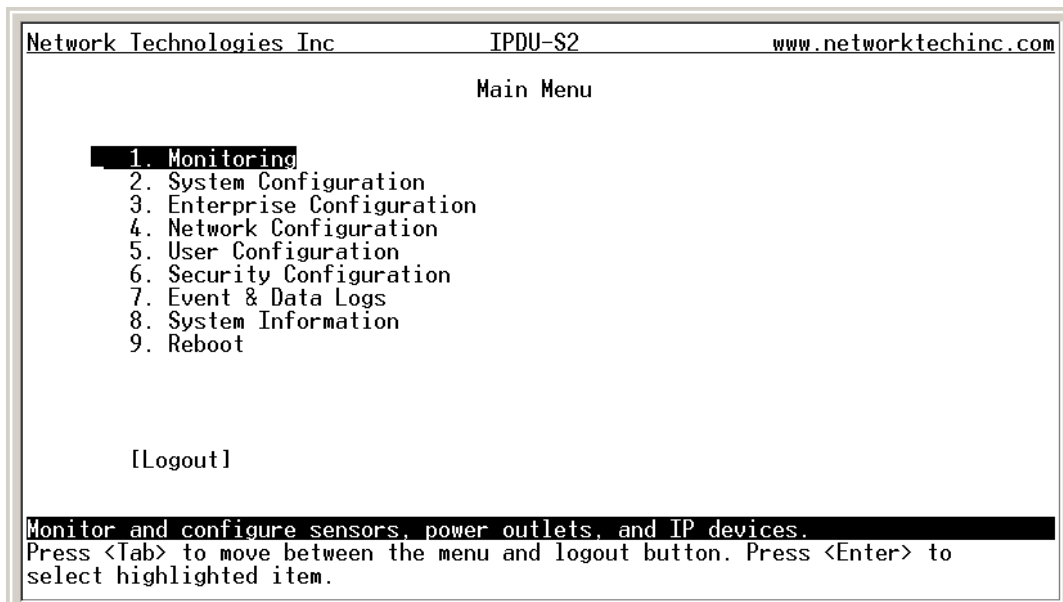 Network Technologies Inc IPDU-S2 www.networktechinc.com
Main Menu
1. Monitoring
2. System Configuration
3. Enterprise Configuration
4. Network Configuration
5. User Configuration
6. Security Configuration
7. Event & Data Logs
8. System Information
9. Reboot
[Logout]
Monitor and configure sensors, power outlets, and IP devices.
Press <Tab> to move between the menu and logout button. Press <Enter> to
select highlighted item.